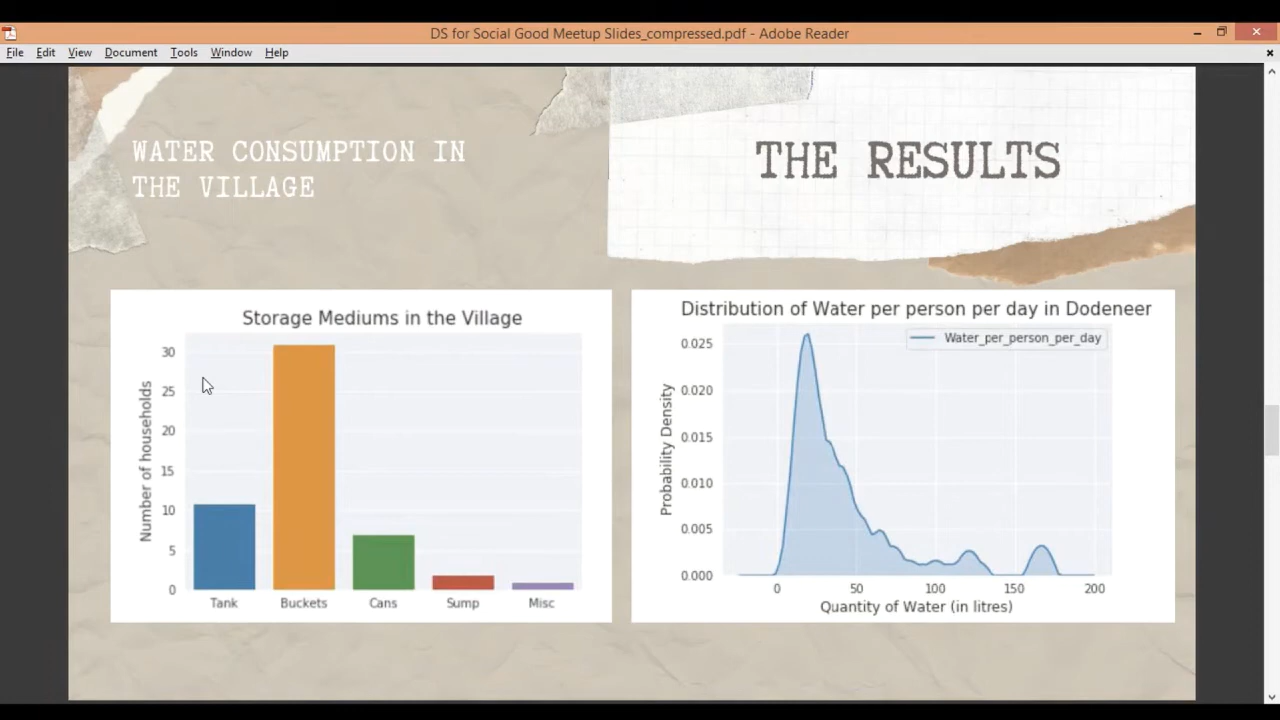 DS for Social Good Meetup Slides_compressed.pdf - Adobe Reader
File Edit View Document Tools Window Help
WATER CONSUMPTION IN
THE VILLAGE
THE RESULTS
Storage Mediums in the Village
Number of households
30
25
20
15
10
5
0
Tank Buckets Cans Sump Misc
Distribution of Water per person per day in Dodeneer
Water_per_person_per_day
Probability Density
0.025
0.020
0.015
0.010
0.005
0.000
0 50 100 150 200
Quantity of Water (in litres)